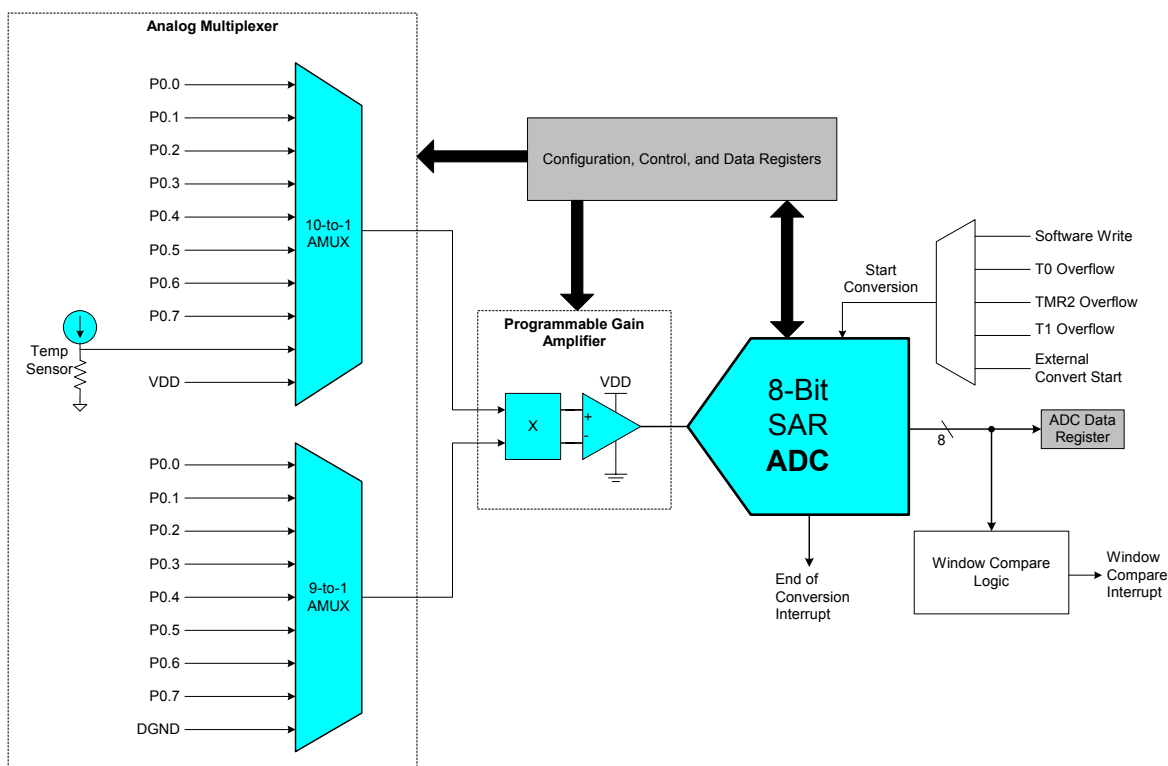 Analog Multiplexer
P0.0
P0.1
P0.2
P0.3
P0.4
P0.5
P0.6
P0.7
Temp
Sensor
VDD
10-to-1
AMUX
P0.0
P0.1
P0.2
P0.3
P0.4
P0.5
P0.6
P0.7
DGND
9-to-1
AMUX
Configuration, Control, and Data Registers
Programmable Gain
Amplifier
VDD
X
+
-
Start
Conversion
Software Write
T0 Overflow
TMR2 Overflow
T1 Overflow
External
Convert Start
8-Bit
SAR
ADC
8
ADC Data
Register
End of
Conversion
Interrupt
Window Compare
Logic
Window
Compare
Interrupt